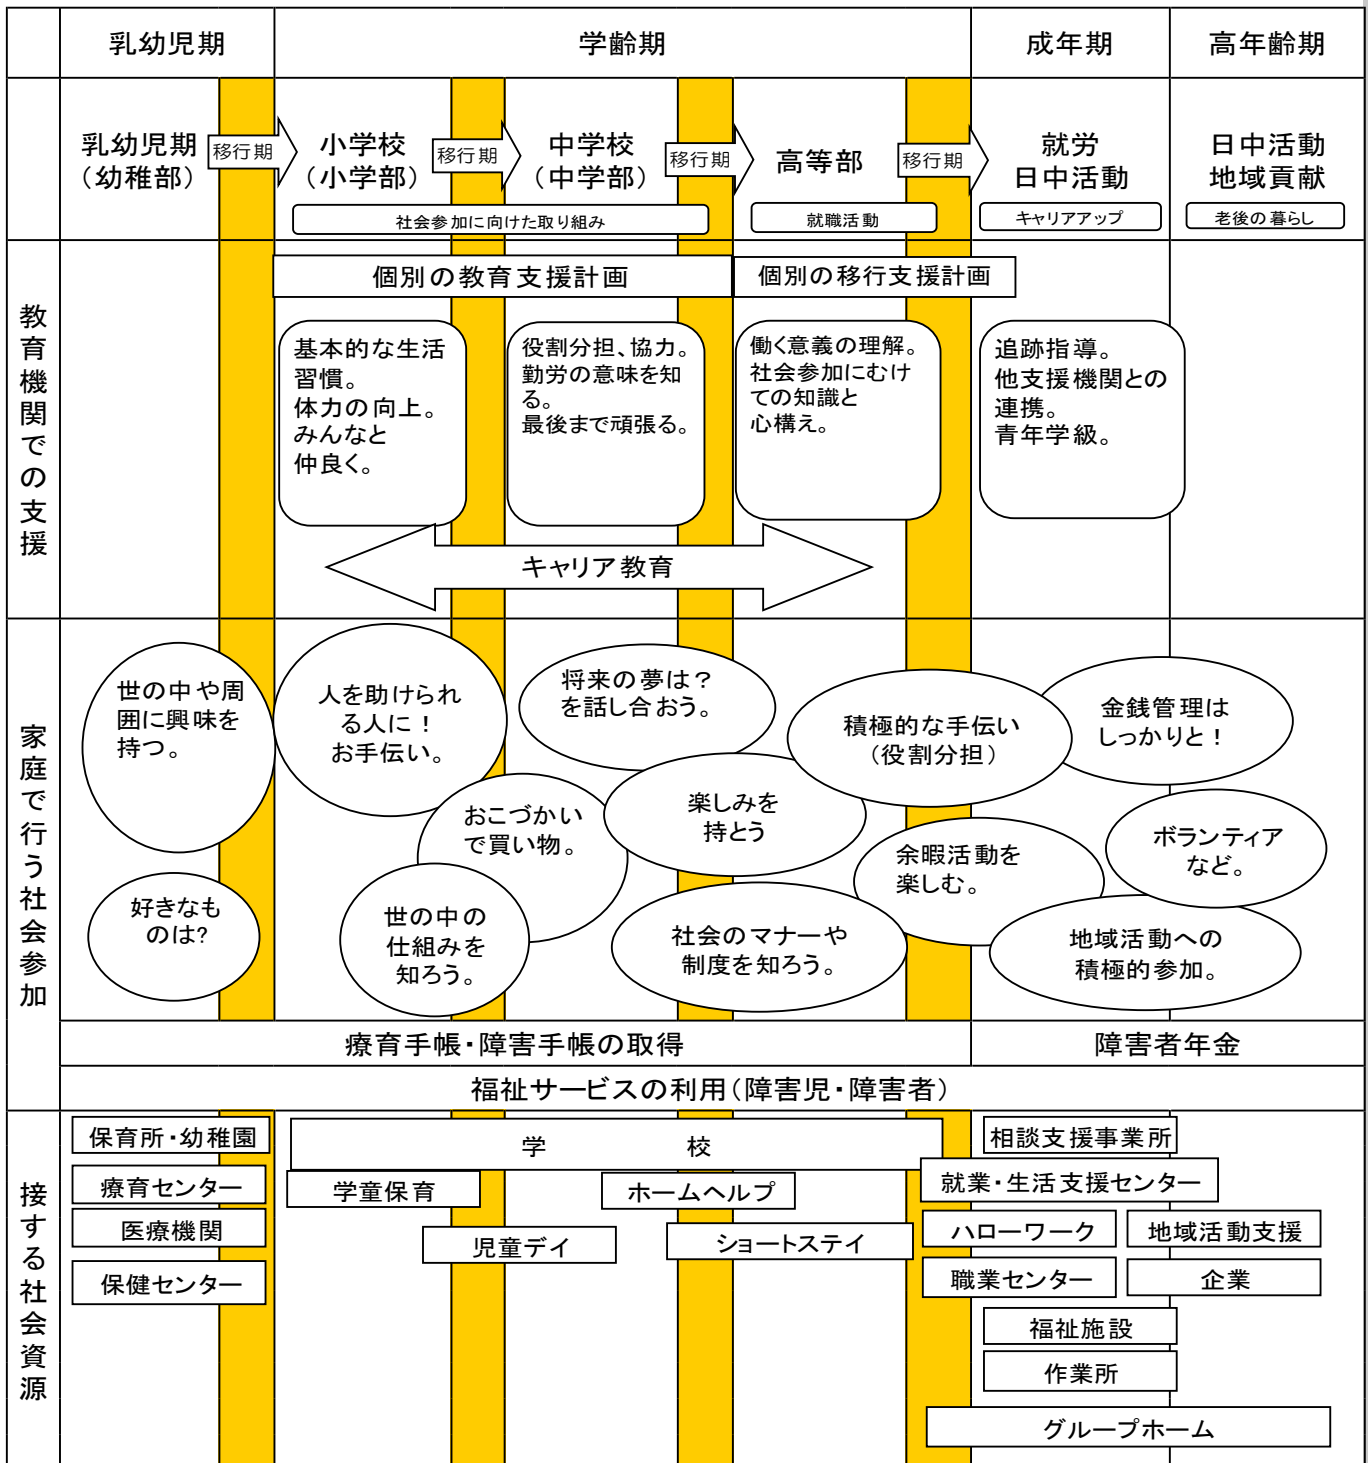 乳幼児期
学齢期
成年期
高年齢期
乳幼児期
（幼稚部）
移行期
小学校
（小学部）
移行期
中学校
（中学部）
移行期
高等部
移行期
就労
日中活動
日中活動
地域貢献
社会参加に向けた取り組み
就職活動
キャリアアップ
老後の暮らし
教育機関での支援
個別の教育支援計画
個別の移行支援計画
基本的な生活
習慣。
体力の向上。
みんなと
仲良く。
役割分担、協力。
勤労の意味を知
る。
最後まで頑張る。
働く意義の理解。
社会参加にむけ
ての知識と
心構え。
追跡指導。
他支援機関との
連携。
青年学級。
キャリア教育
家庭で行う社会参加
世の中や周
囲に興味を
持つ。
人を助けられ
る人に！
お手伝い。
将来の夢は？
を話し合おう。
積極的な手伝い
（役割分担）
金銭管理は
しっかりと！
おこづかい
で買い物。
楽しみを
持とう
余暇活動を
楽しむ。
ボランティア
など。
好きなも
のは?
世の中の
仕組みを
知ろう。
社会のマナーや
制度を知ろう。
地域活動への
積極的参加。
療育手帳・障害手帳の取得
障害者年金
福祉サービスの利用（障害児・障害者）
接する社会資源
保育所・幼稚園
学　校
相談支援事業所
療育センター
学童保育
ホームヘルプ
就業・生活支援センター
医療機関
児童デイ
ショートステイ
ハローワーク
地域活動支援
保健センター
職業センター
企業
福祉施設
作業所
グループホーム